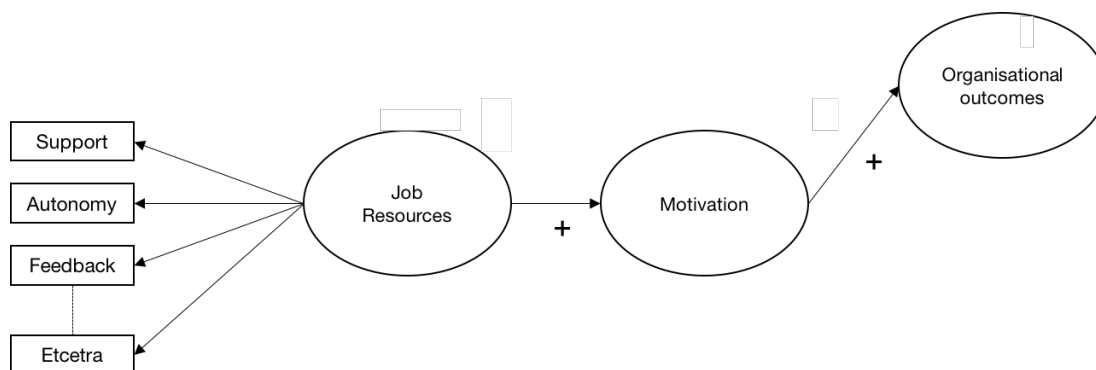 Organisational
outcomes
Support
Autonomy
Feedback
Etcetra
Job
Resources
Motivation
+
+